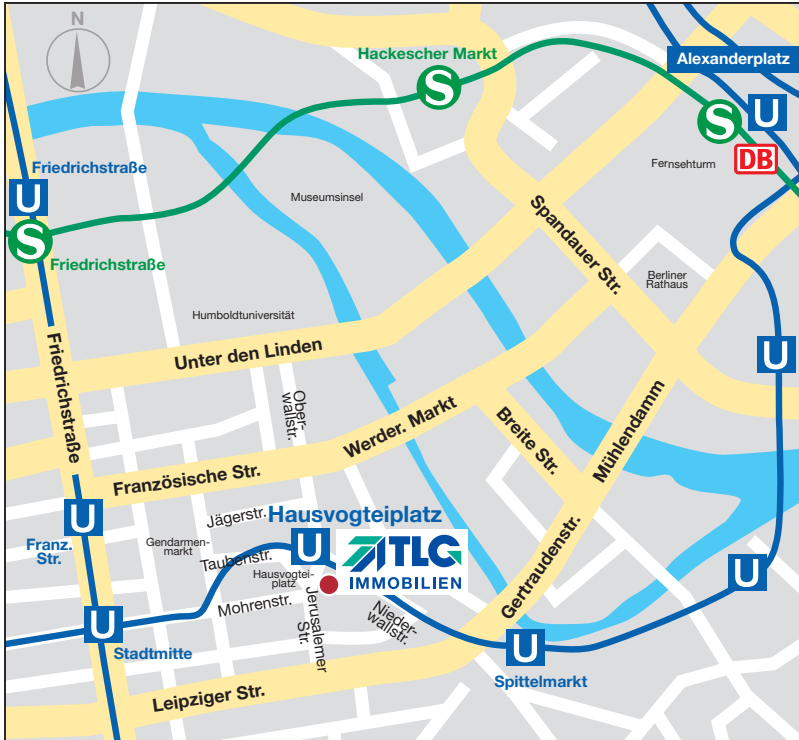 N
Hackescher Markt
S
Alexanderplatz
U
S
DB
Fernsehturm
Friedrichstraße
U
S
Friedrichstraße
Museumsinsel
Spandauer Str.
Berliner
Rathaus
Humboldtuniversität
Unter den Linden
Friedrichstraße
U
Ober-
wallstr.
Werder. Markt
Breite Str.
Mühlendamm
Französische Str.
U
Franz.
Str.
Jägerstr.
Hausvogteiplatz
U
TLG
IMMOBILIEN
Gendarmen-
markt
Taubenstr.
Hausvogtei-
platz
Mohrenstr.
Jerusalemer
Str.
Nieder-
wallstr.
Gertraudenstr.
U
U
Stadtmitte
U
Spittelmarkt
Leipziger Str.